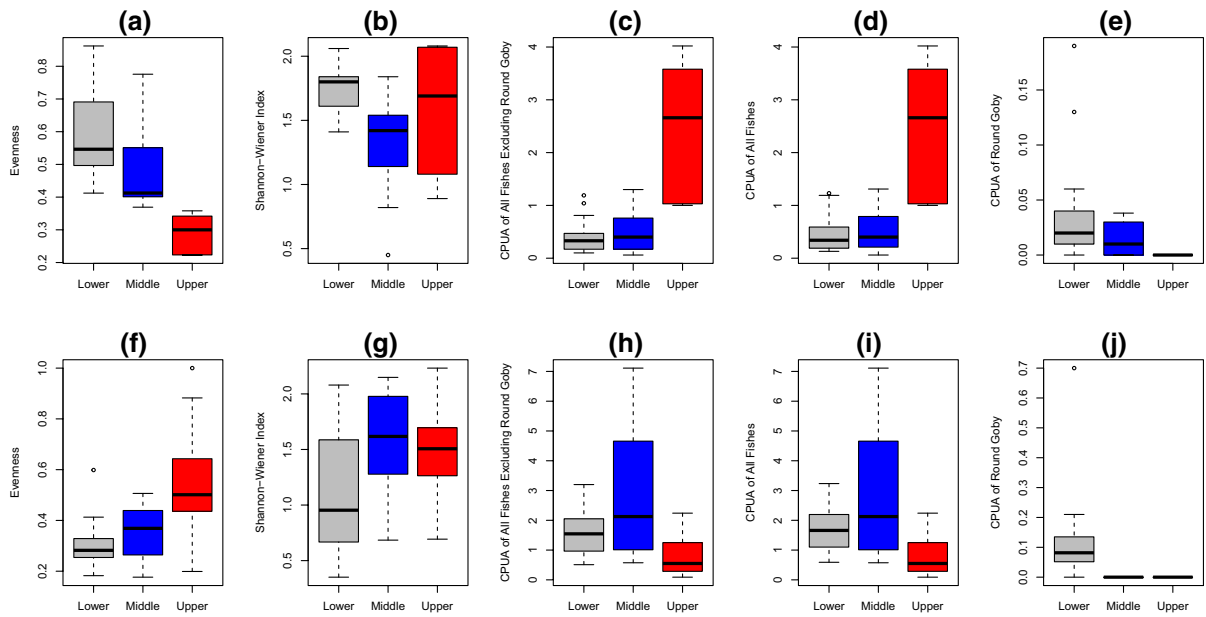 (a)
Evenness
0.8
0.7
0.6
0.5
0.4
0.3
0.2
Lower Middle Upper
(b)
Shannon−Wiener Index
2.0
1.5
1.0
0.5
Lower Middle Upper
(c)
CPUA of All Fishes Excluding Round Goby
4
3
2
1
0
Lower Middle Upper
(d)
CPUA of All Fishes
4
3
2
1
0
Lower Middle Upper
(e)
CPUA of Round Goby
0.15
0.10
0.05
0.00
Lower Middle Upper
(f)
Evenness
1.0
0.8
0.6
0.4
0.2
Lower Middle Upper
(g)
Shannon−Wiener Index
2.0
1.5
1.0
0.5
Lower Middle Upper
(h)
CPUA of All Fishes Excluding Round Goby
7
6
5
4
3
2
1
0
Lower Middle Upper
(i)
CPUA of All Fishes
7
6
5
4
3
2
1
0
Lower Middle Upper
(j)
CPUA of Round Goby
0.7
0.6
0.5
0.4
0.3
0.2
0.1
0.0
Lower Middle Upper